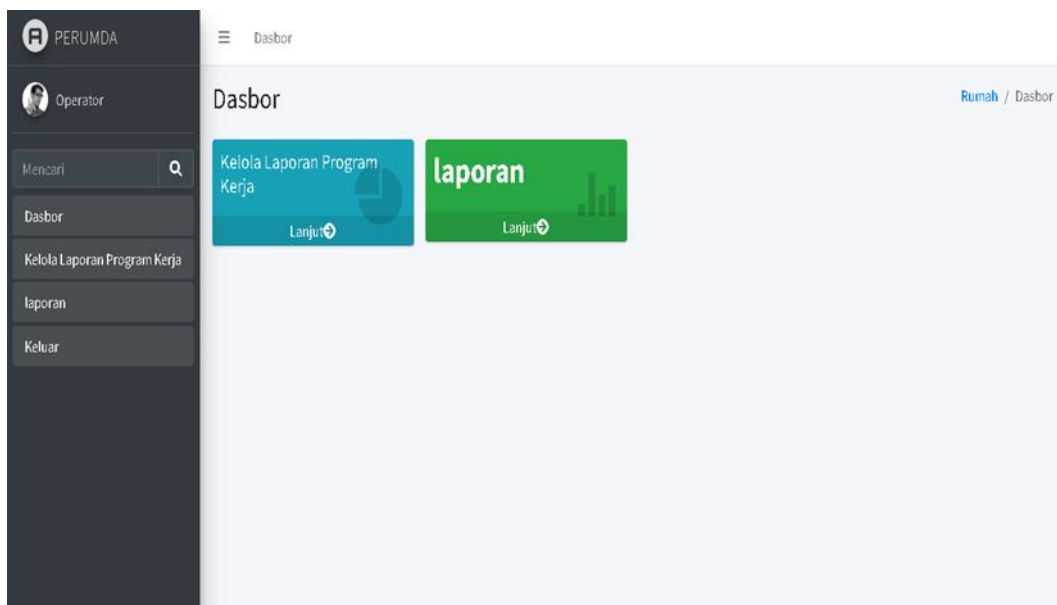 PERUMDA
Operator
Mencari
Dasbor
Kelola Laporan Program Kerja
laporan
Keluar
Dasbor
Dasbor
Rumah / Dasbor
Kelola Laporan Program
Kerja
Lanjut
laporan
Lanjut